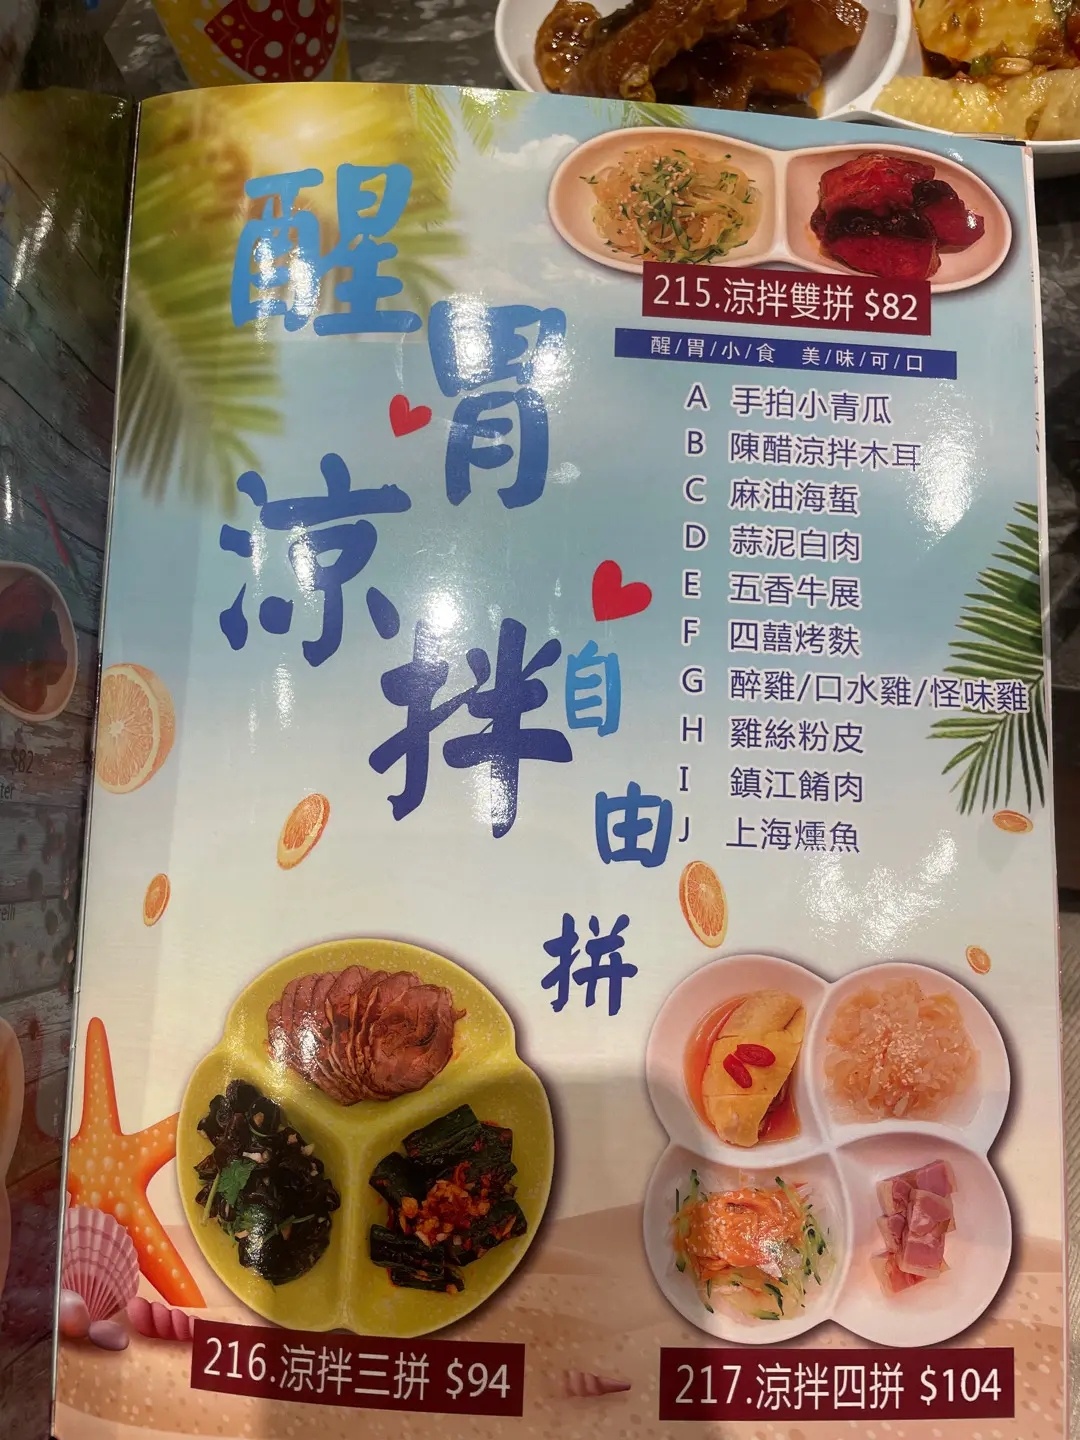 醒胃涼拌自由拼
215.涼拌雙拼 $82
醒/胃/小/食 美/味/可/口
A 手拍小青瓜
B 陳醋涼拌木耳
C 麻油海蜇
D 蒜泥白肉
E 五香牛展
F 四囍烤麩
G 醉雞/口水雞/怪味雞
H 雞絲粉皮
I 鎮江餚肉
J 上海燻魚
216.涼拌三拼 $94
217.涼拌四拼 $104
$82